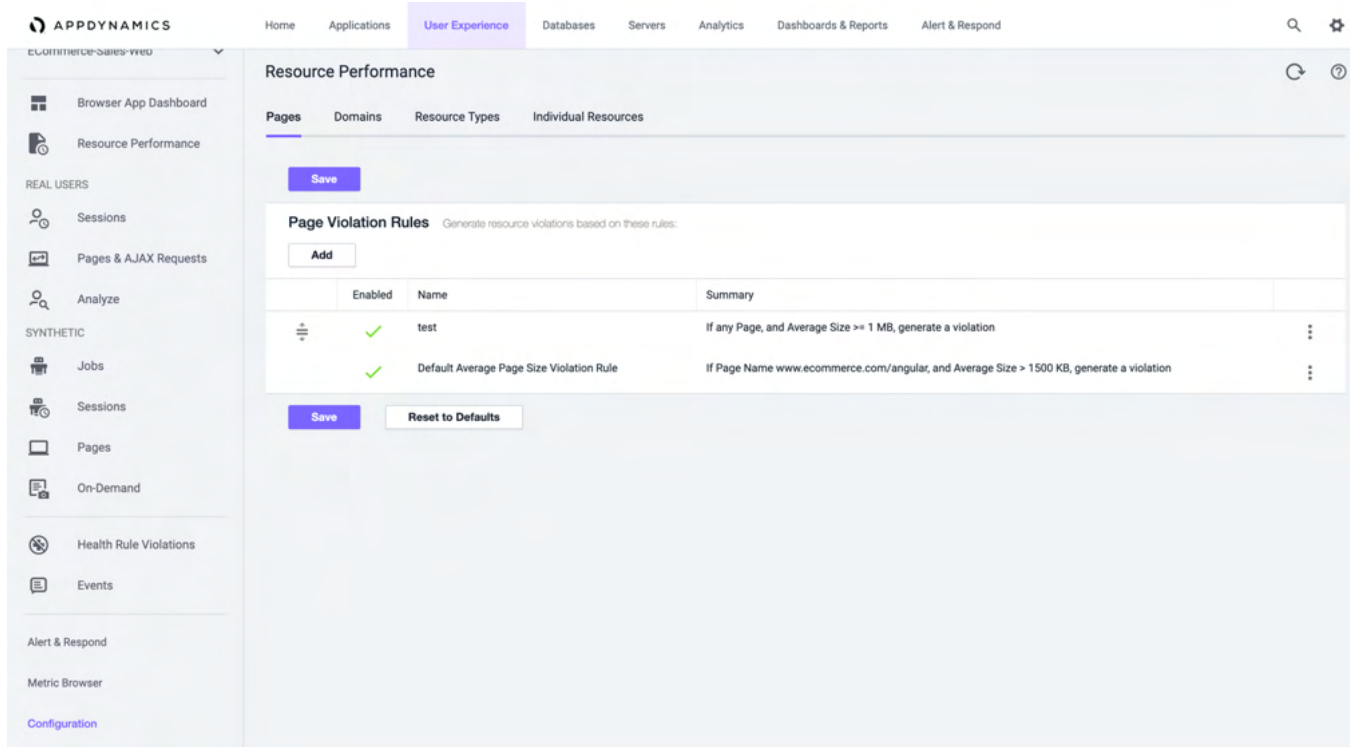 APPDYNAMICS
Home Applications User Experience Databases Servers Analytics Dashboards & Reports Alert & Respond
ECommerce-Sales-Web
Browser App Dashboard
Resource Performance
REAL USERS
Sessions
Pages & AJAX Requests
Analyze
SYNTHETIC
Jobs
Sessions
Pages
On-Demand
Health Rule Violations
Events
Alert & Respond
Metric Browser
Configuration
Resource Performance
Pages Domains Resource Types Individual Resources
Save
Page Violation Rules Generate resource violations based on these rules:
Add
Enabled Name Summary
test If any Page, and Average Size >= 1 MB, generate a violation
Default Average Page Size Violation Rule If Page Name www.ecommerce.com/angular, and Average Size > 1500 KB, generate a violation
Save Reset to Defaults